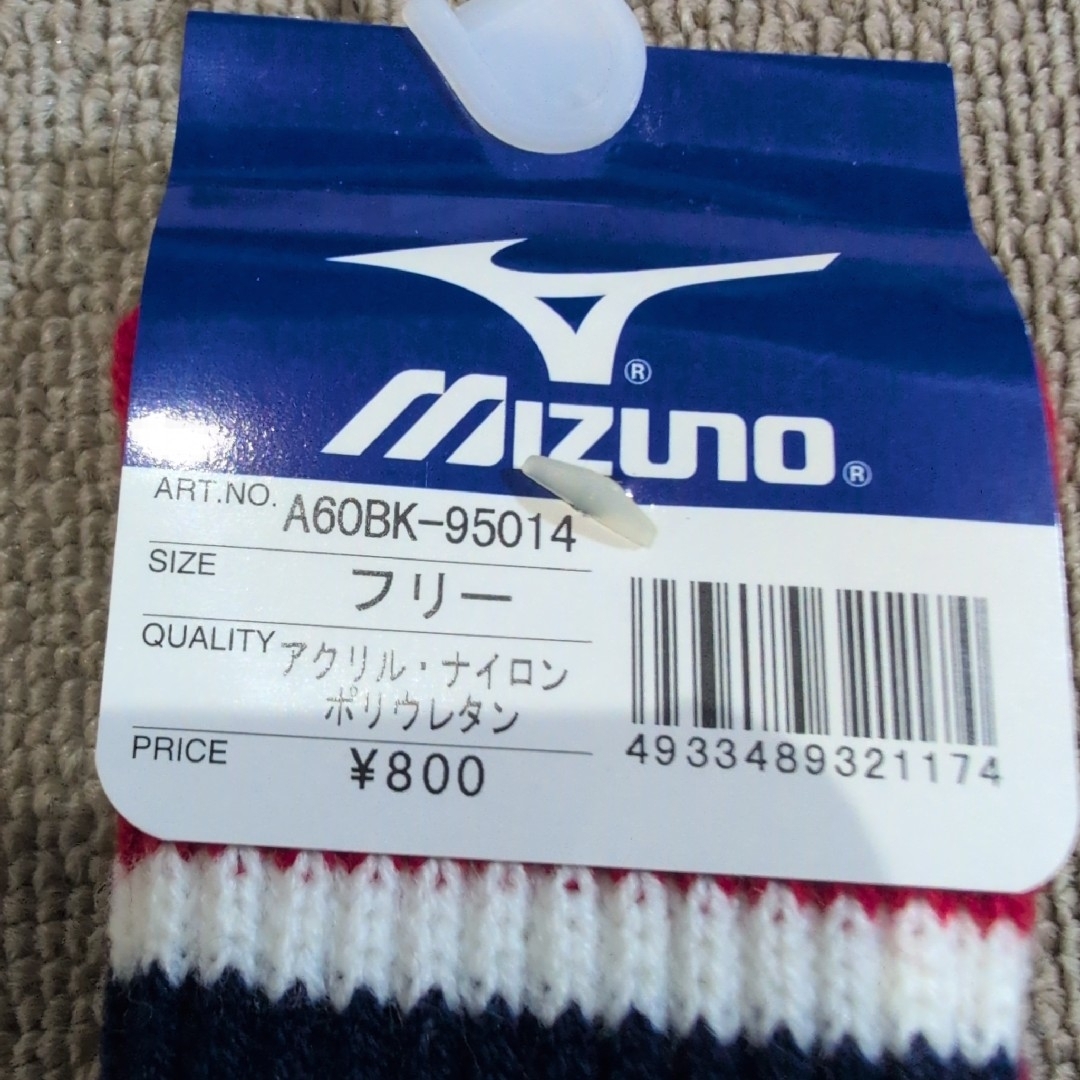 ®
MIZUNO®
ART.NO. A60BK-95014
SIZE フリー
QUALITY アクリル・ナイロン
ポリウレタン
PRICE ¥800
4933489321174